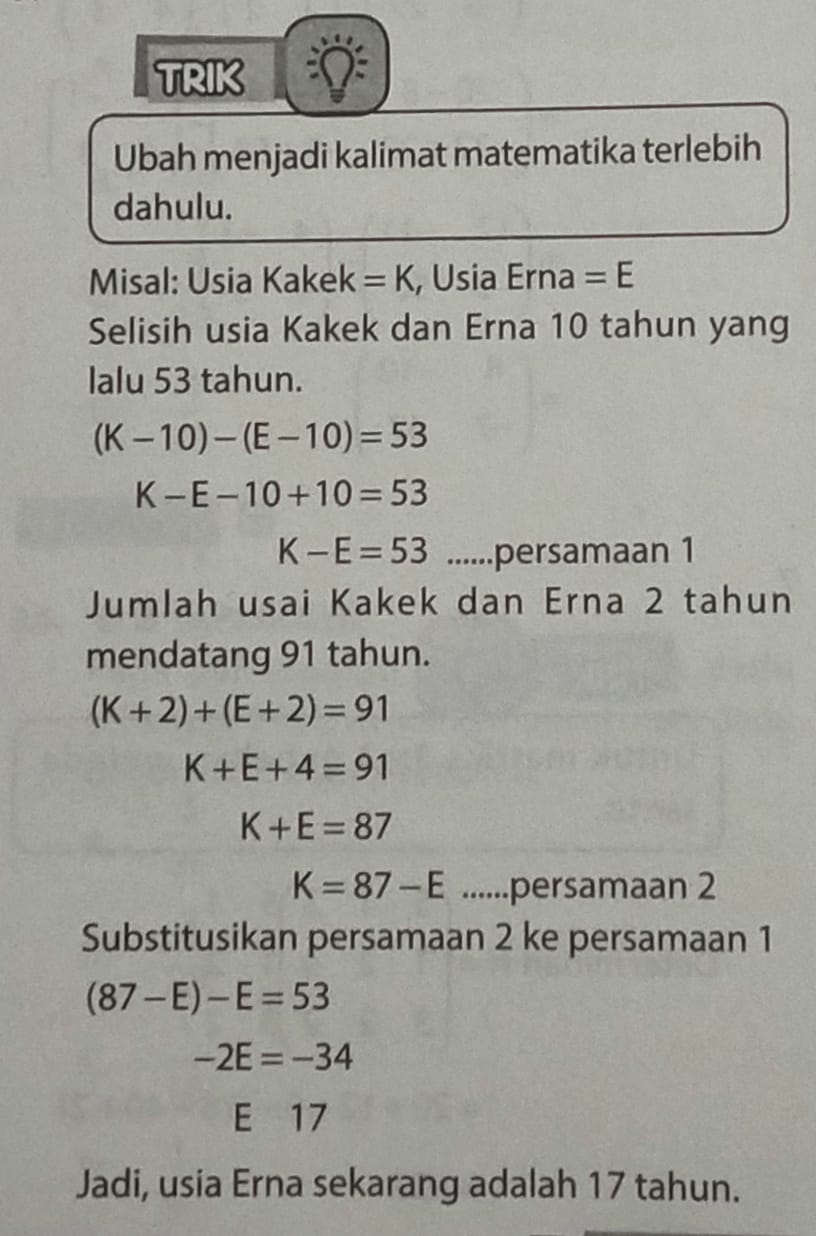 TRIK
Ubah menjadi kalimat matematika terlebih
dahulu.
Misal: Usia Kakek = K, Usia Erna = E
Selisih usia Kakek dan Erna 10 tahun yang
lalu 53 tahun.
(K – 10) – (E – 10) = 53
K – E – 10 + 10 = 53
K – E = 53 ......persamaan 1
Jumlah usai Kakek dan Erna 2 tahun
mendatang 91 tahun.
(K + 2) + (E + 2) = 91
K + E + 4 = 91
K + E = 87
K = 87 – E ......persamaan 2
Substitusikan persamaan 2 ke persamaan 1
(87 – E) – E = 53
–2E = –34
E 17
Jadi, usia Erna sekarang adalah 17 tahun.